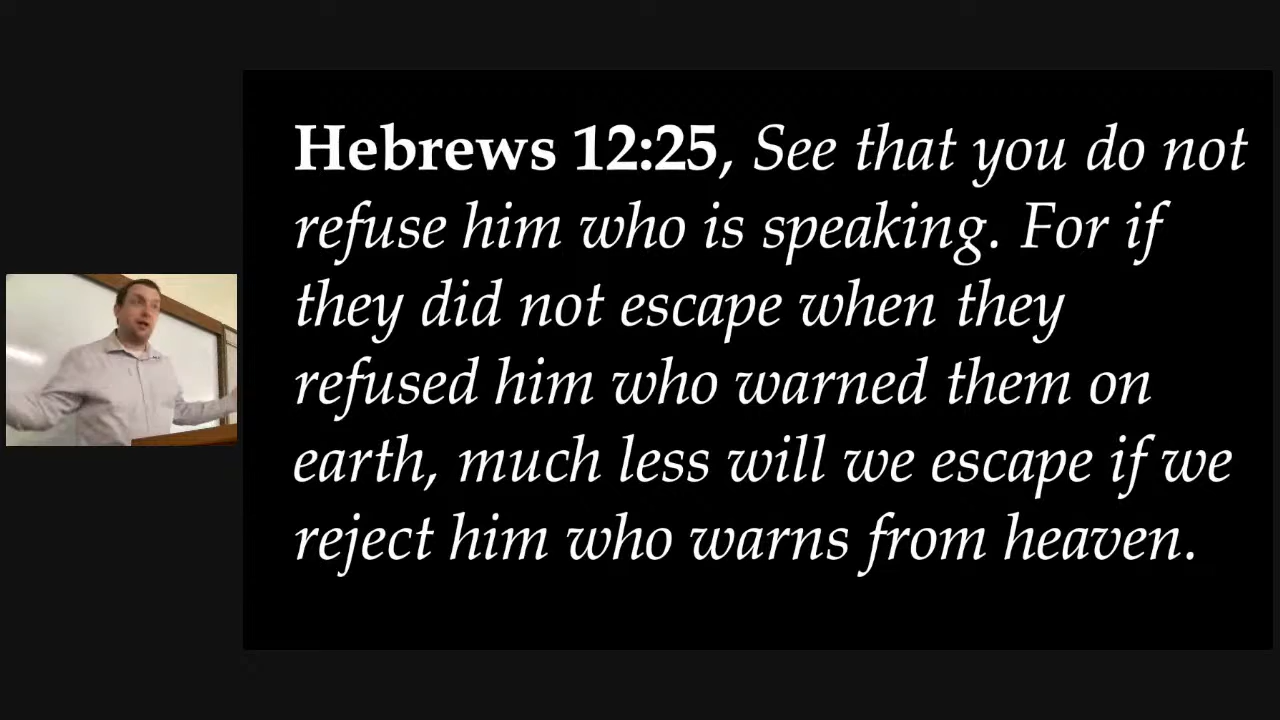 Hebrews 12:25, See that you do not
refuse him who is speaking. For if
they did not escape when they
refused him who warned them on
earth, much less will we escape if we
reject him who warns from heaven.